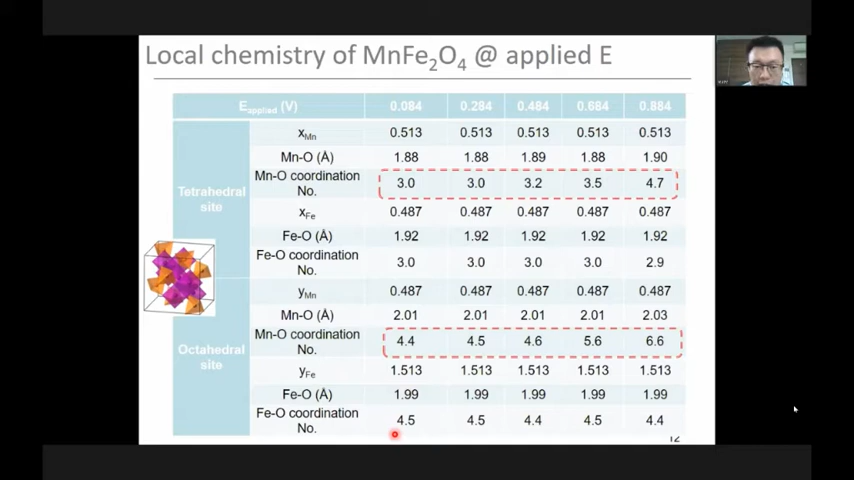 Local chemistry of MnFe₂O₄ @ applied E
E_applied (V) 0.084 0.284 0.484 0.684 0.884
Tetrahedral site
x_Mn 0.513 0.513 0.513 0.513 0.513
Mn-O (Å) 1.88 1.88 1.89 1.88 1.90
Mn-O coordination No. 3.0 3.0 3.2 3.5 4.7
x_Fe 0.487 0.487 0.487 0.487 0.487
Fe-O (Å) 1.92 1.92 1.92 1.92 1.92
Fe-O coordination No. 3.0 3.0 3.0 3.0 2.9
Octahedral site
y_Mn 0.487 0.487 0.487 0.487 0.487
Mn-O (Å) 2.01 2.01 2.01 2.01 2.03
Mn-O coordination No. 4.4 4.5 4.6 5.6 6.6
y_Fe 1.513 1.513 1.513 1.513 1.513
Fe-O (Å) 1.99 1.99 1.99 1.99 1.99
Fe-O coordination No. 4.5 4.5 4.4 4.5 4.4
12